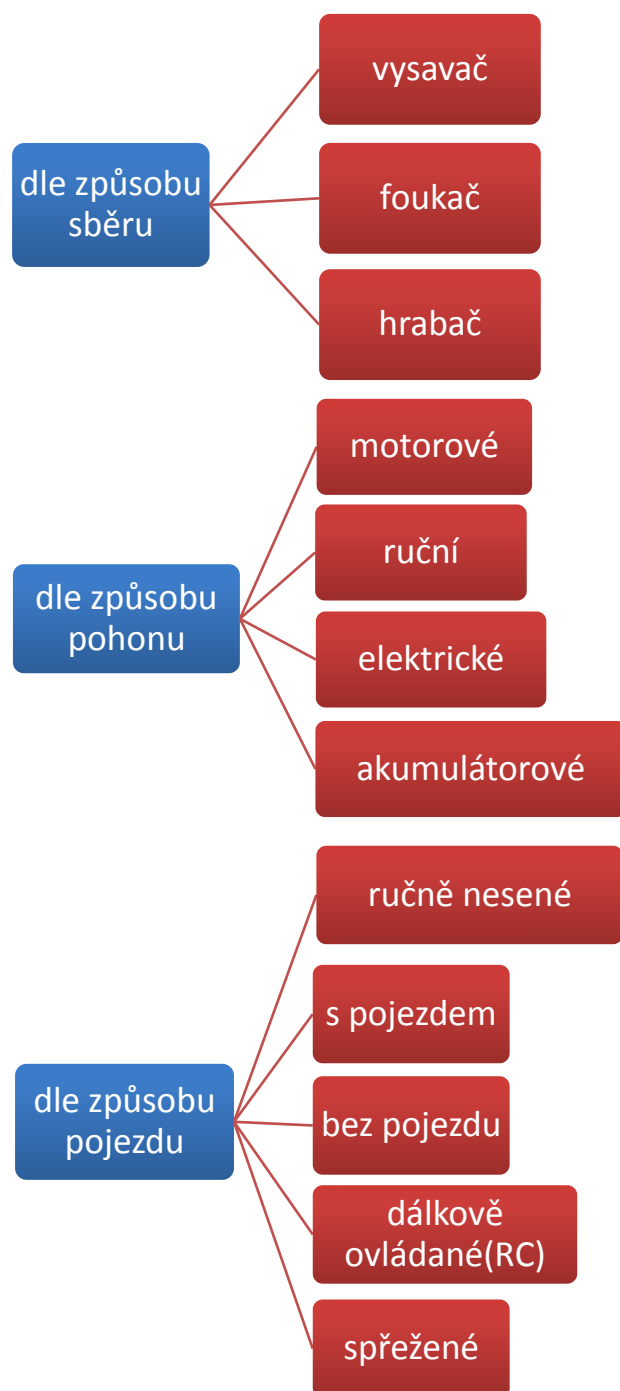 dle způsobu
sběru
vysavač
foukač
hrabač
dle způsobu
pohonu
motorové
ruční
elektrické
akumulátorové
dle způsobu
pojezdu
ručně nesené
s pojezdem
bez pojezdu
dálkově
ovládané(RC)
spřežené